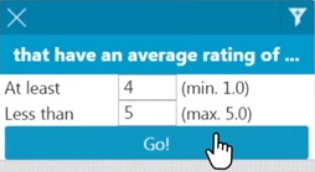 that have an average rating of ...
At least 4 (min. 1.0)
Less than 5 (max. 5.0)
Go!